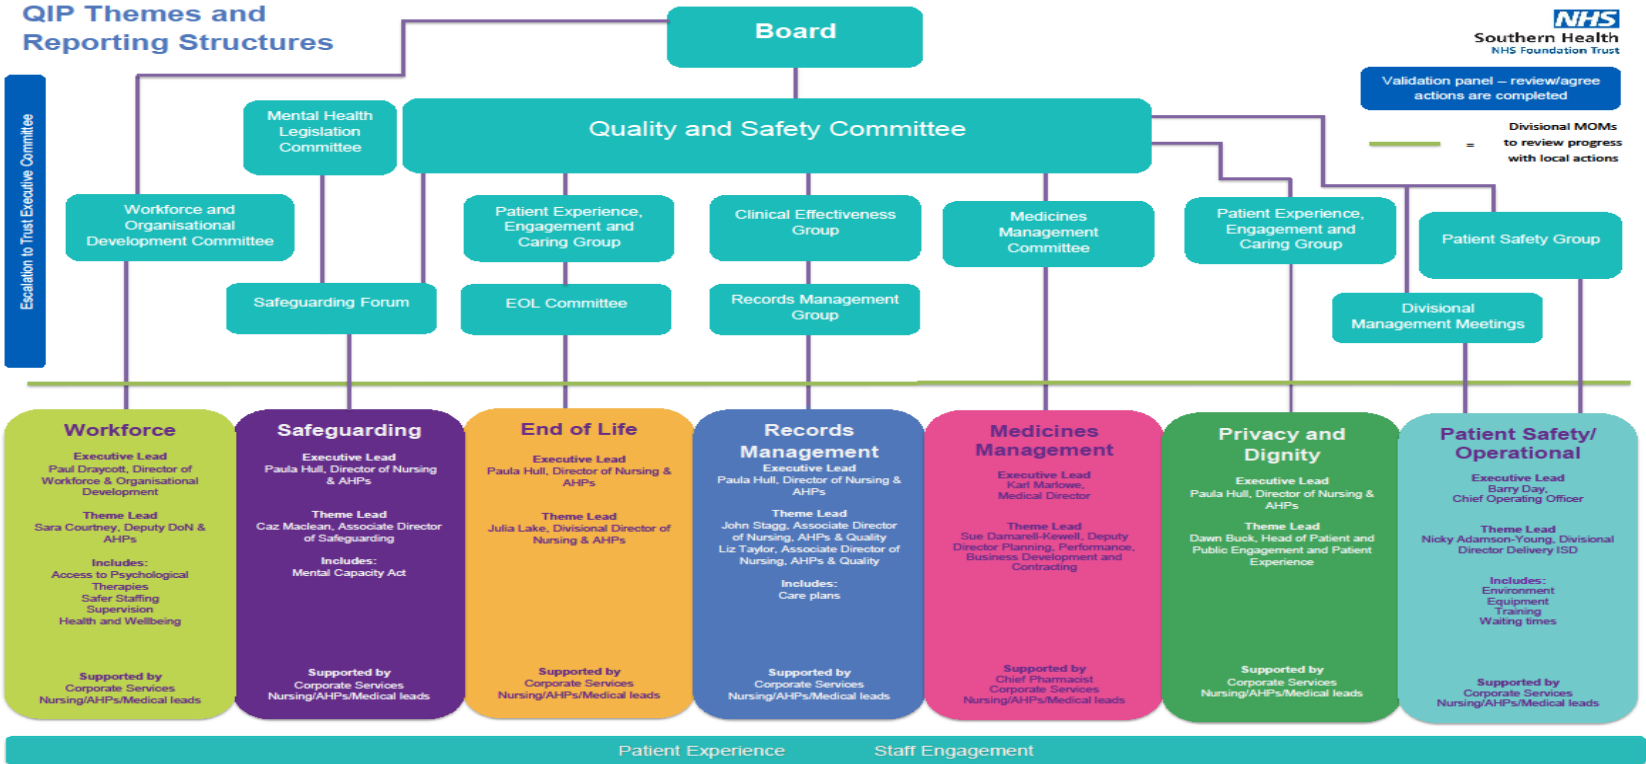 QIP Themes and
Reporting Structures
Board
NHS
Southern Health
NHS Foundation Trust
Validation panel – review/agree
actions are completed
Divisional MOMs
= to review progress
with local actions
Escalation to Trust Executive Committee
Mental Health
Legislation
Committee
Quality and Safety Committee
Workforce and
Organisational
Development Committee
Patient Experience,
Engagement and
Caring Group
Clinical Effectiveness
Group
Medicines
Management
Committee
Patient Experience,
Engagement and
Caring Group
Patient Safety Group
Safeguarding Forum
EOL Committee
Records Management
Group
Divisional
Management Meetings
Workforce
Executive Lead
Paul Draycott, Director of
Workforce & Organisational
Development
Theme Lead
Sara Courtney, Deputy DoN &
AHPs
Includes:
Access to Psychological
Therapies
Safer Staffing
Supervision
Health and Wellbeing
Supported by
Corporate Services
Nursing/AHPs/Medical leads
Safeguarding
Executive Lead
Paula Hull, Director of Nursing
& AHPs
Theme Lead
Caz Maclean, Associate Director
of Safeguarding
Includes:
Mental Capacity Act
Supported by
Corporate Services
Nursing/AHPs/Medical leads
End of Life
Executive Lead
Paula Hull, Director of Nursing &
AHPs
Theme Lead
Julia Lake, Divisional Director of
Nursing & AHPs
Supported by
Corporate Services
Nursing/AHPs/Medical leads
Records
Management
Executive Lead
Paula Hull, Director of Nursing &
AHPs
Theme Lead
John Stagg, Associate Director
of Nursing, AHPs & Quality
Liz Taylor, Associate Director of
Nursing, AHPs & Quality
Includes:
Care plans
Supported by
Corporate Services
Nursing/AHPs/Medical leads
Medicines
Management
Executive Lead
Karl Marlowe,
Medical Director
Theme Lead
Sue Damarell-Kewell, Deputy
Director Planning, Performance,
Business Development and
Contracting
Supported by
Chief Pharmacist
Corporate Services
Nursing/AHPs/Medical leads
Privacy and
Dignity
Executive Lead
Paula Hull, Director of Nursing &
AHPs
Theme Lead
Dawn Buck, Head of Patient and
Public Engagement and Patient
Experience
Supported by
Corporate Services
Nursing/AHPs/Medical leads
Patient Safety/
Operational
Executive Lead
Barry Day,
Chief Operating Officer
Theme Lead
Nicky Adamson-Young, Divisional
Director Delivery ISD
Includes:
Environment
Equipment
Training
Waiting times
Supported by
Corporate Services
Nursing/AHPs/Medical leads
Patient Experience Staff Engagement